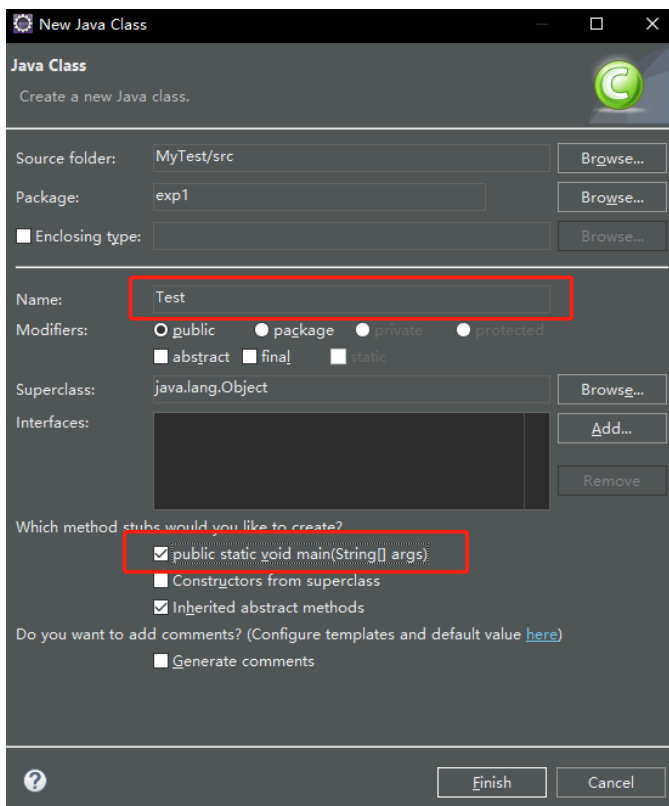 New Java Class
Java Class
Create a new Java class.
Source folder: MyTest/src Browse...
Package: exp1 Browse...
Enclosing type: Browse...
Name: Test
Modifiers: public package private protected
abstract final static
Superclass: java.lang.Object Browse...
Interfaces: Add...
Remove
Which method stubs would you like to create?
public static void main(String[] args)
Constructors from superclass
Inherited abstract methods
Do you want to add comments? (Configure templates and default value here)
Generate comments
? Finish Cancel